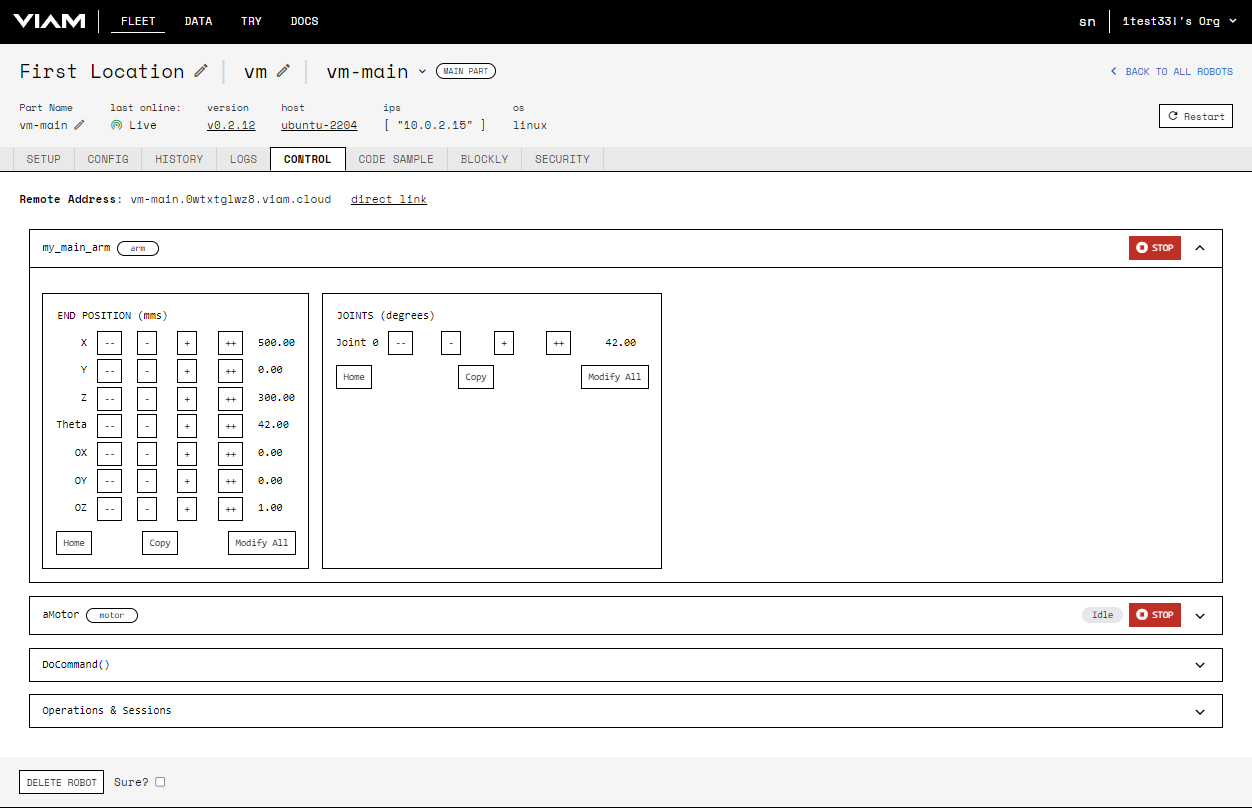 VIAM FLEET DATA TRY DOCS sn 1test33!'s Org
First Location vm vm-main MAIN PART BACK TO ALL ROBOTS
Part Name last online: version host ips os
vm-main Live v0.2.12 ubuntu-2204 [ "10.0.2.15" ] linux
Restart
SETUP CONFIG HISTORY LOGS CONTROL CODE SAMPLE BLOCKLY SECURITY
Remote Address: vm-main.0wtxtglwz8.viam.cloud direct link
my_main_arm arm STOP
END POSITION (mms)
X -- - + ++ 500.00
Y -- - + ++ 0.00
Z -- - + ++ 300.00
Theta -- - + ++ 42.00
OX -- - + ++ 0.00
OY -- - + ++ 0.00
OZ -- - + ++ 1.00
Home Copy Modify All
JOINTS (degrees)
Joint 0 -- - + ++ 42.00
Home Copy Modify All
aMotor motor Idle STOP
DoCommand()
Operations & Sessions
DELETE ROBOT Sure?